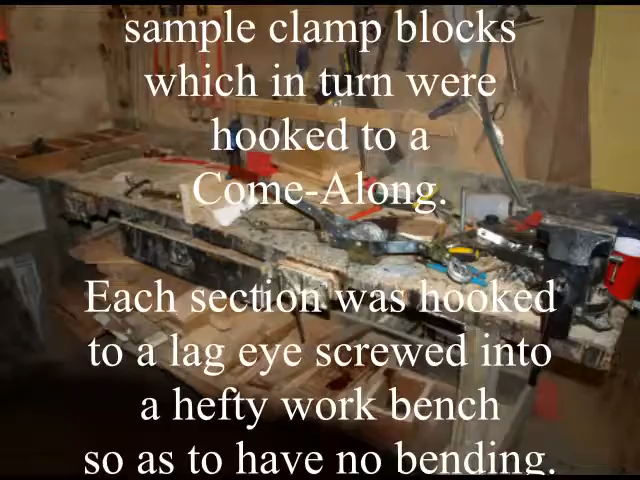 sample clamp blocks
which in turn were
hooked to a
Come-Along.
Each section was hooked
to a lag eye screwed into
a hefty work bench
so as to have no bending.